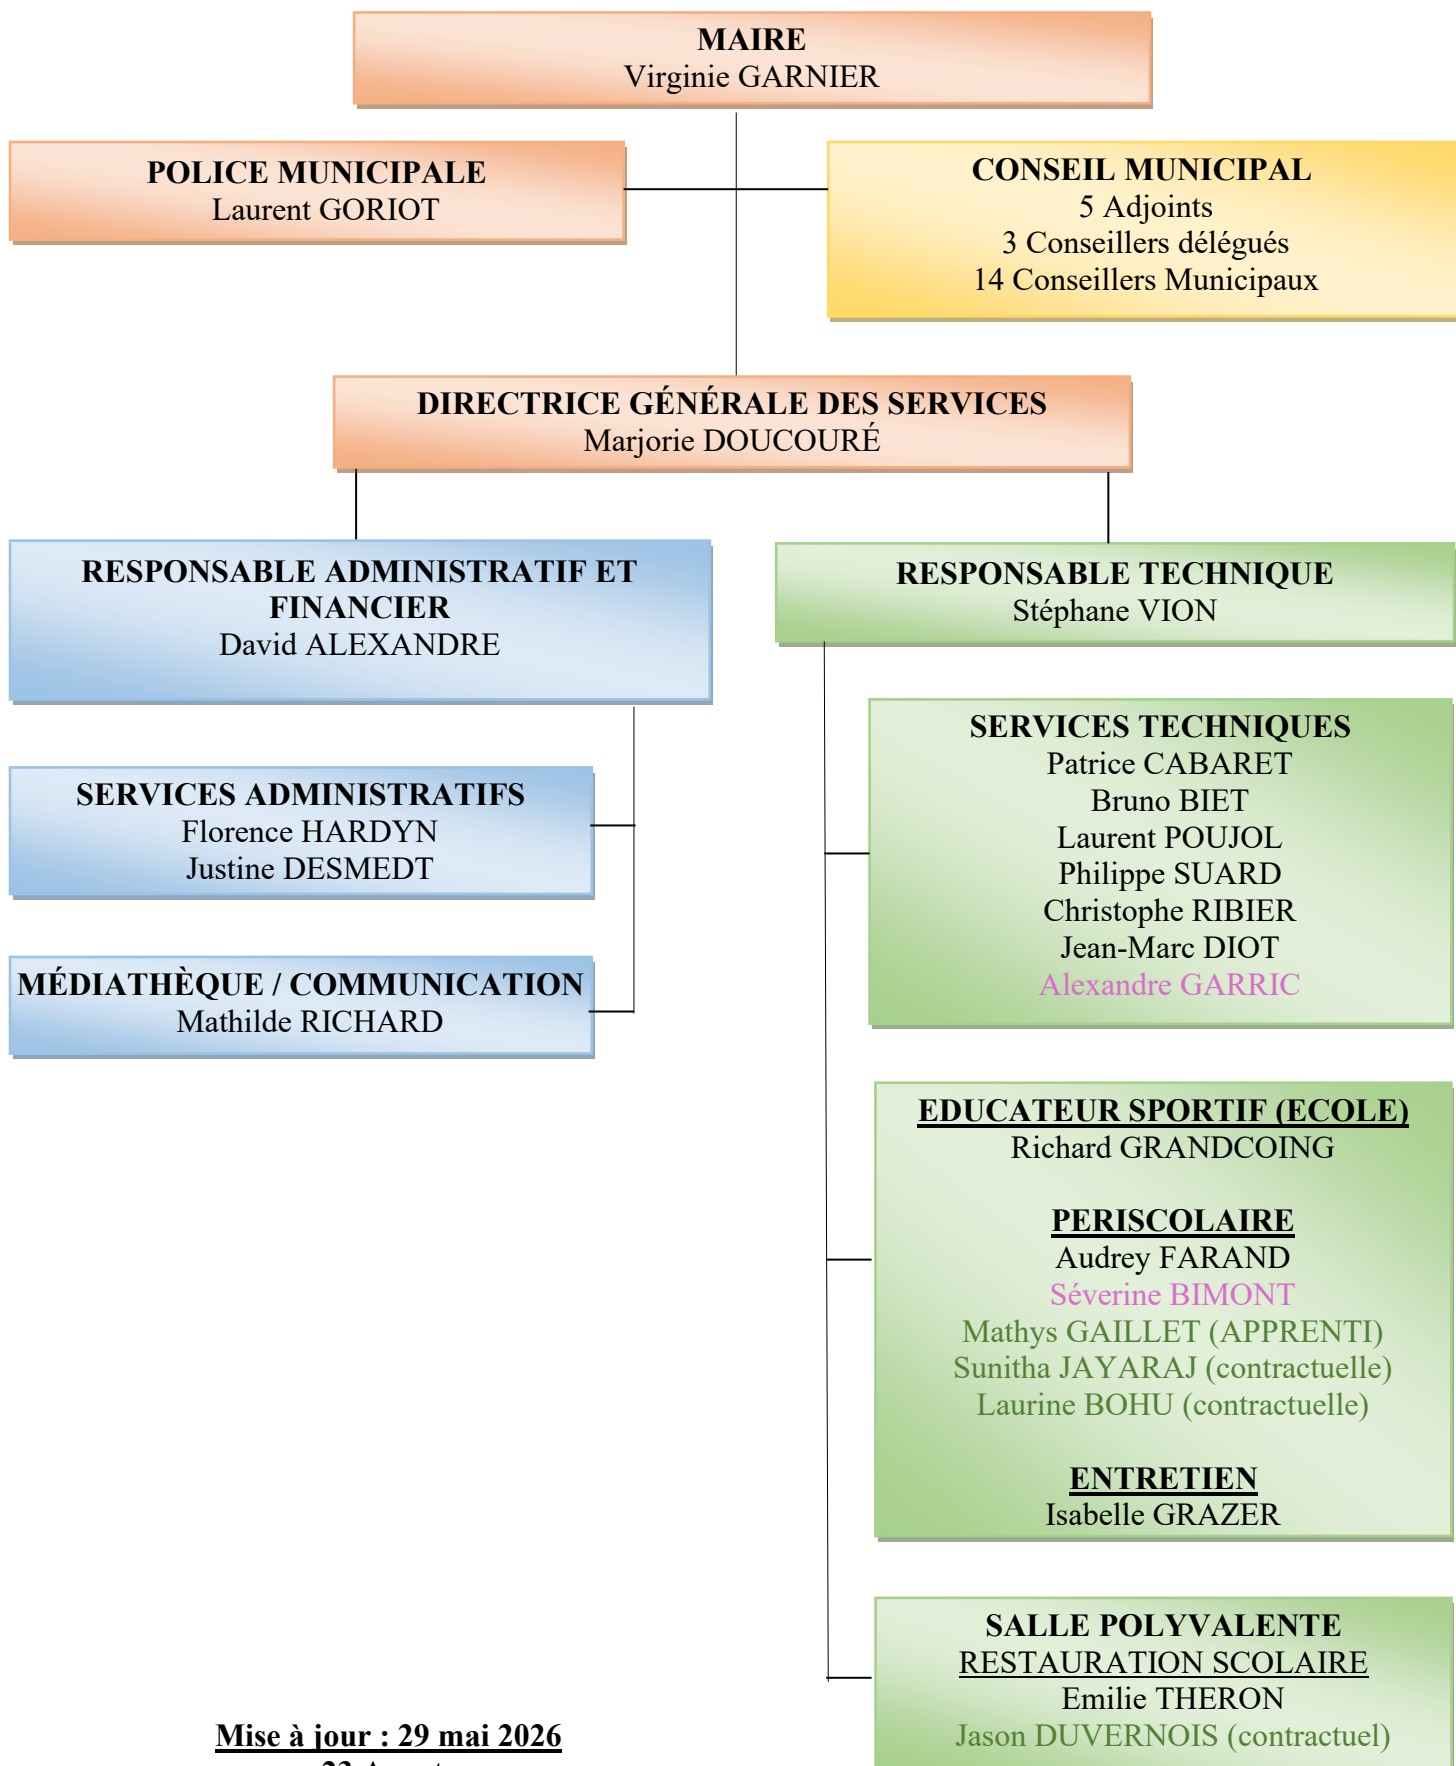 MAIRE
Virginie GARNIER
POLICE MUNICIPALE
Laurent GORIOT
CONSEIL MUNICIPAL
5 Adjoints
3 Conseillers délégués
14 Conseillers Municipaux
DIRECTRICE GÉNÉRALE DES SERVICES
Marjorie DOUCOURÉ
RESPONSABLE ADMINISTRATIF ET
FINANCIER
David ALEXANDRE
SERVICES ADMINISTRATIFS
Florence HARDYN
Justine DESMEDT
MÉDIATHÈQUE / COMMUNICATION
Mathilde RICHARD
RESPONSABLE TECHNIQUE
Stéphane VION
SERVICES TECHNIQUES
Patrice CABARET
Bruno BIET
Laurent POUJOL
Philippe SUARD
Christophe RIBIER
Jean-Marc DIOT
Alexandre GARRIC
EDUCATEUR SPORTIF (ECOLE)
Richard GRANDCOING
PERISCOLAIRE
Audrey FARAND
Séverine BIMONT
Mathys GAILLET (APPRENTI)
Sunitha JAYARAJ (contractuelle)
Laurine BOHU (contractuelle)
ENTRETIEN
Isabelle GRAZER
SALLE POLYVALENTE
RESTAURATION SCOLAIRE
Emilie THERON
Jason DUVERNOIS (contractuel)
Mise à jour : 29 mai 2026